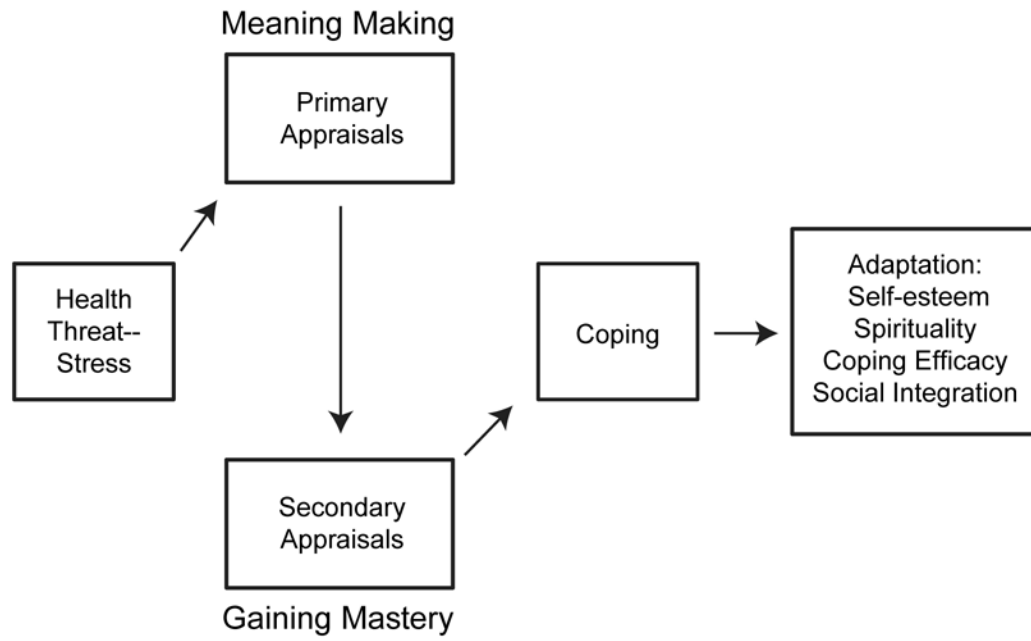 Meaning Making
Primary
Appraisals
Health
Threat--
Stress
Secondary
Appraisals
Gaining Mastery
Coping
Adaptation:
Self-esteem
Spirituality
Coping Efficacy
Social Integration